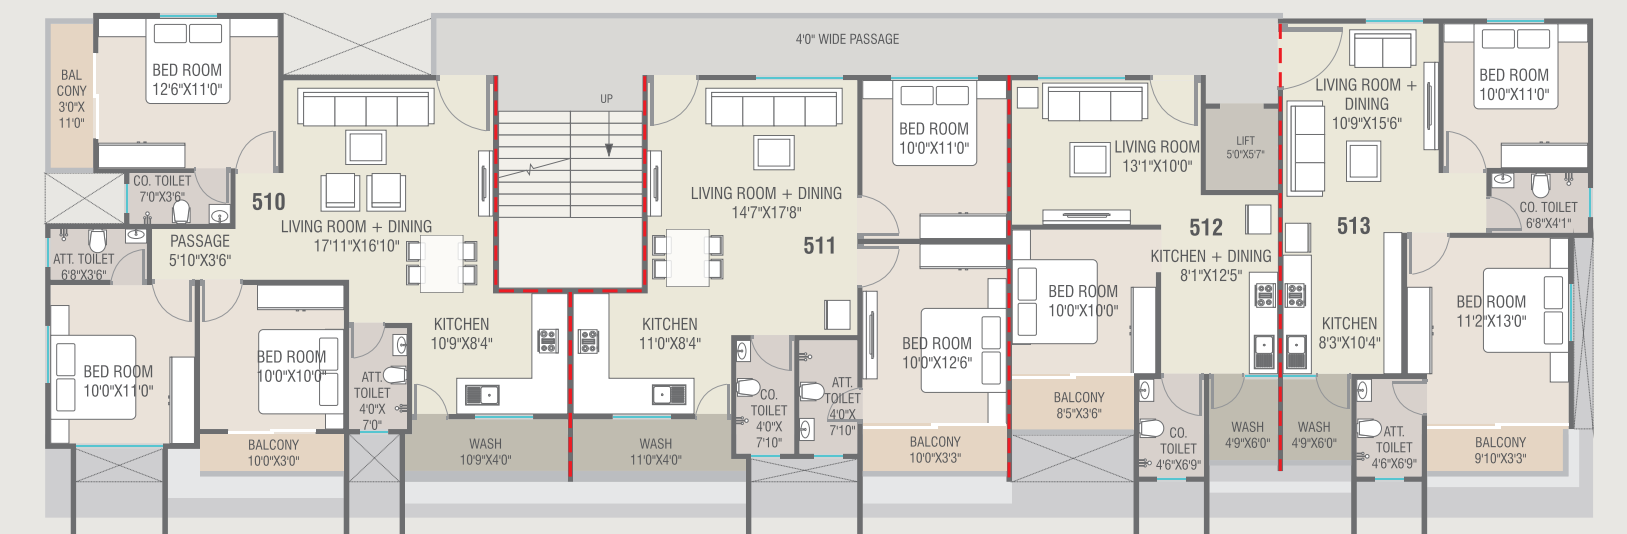 4'0" WIDE PASSAGE
BAL
CONY
3'0"X
11'0"
BED ROOM
12'6"X11'0"
CO. TOILET
7'0"X3'6"
ATT. TOILET
6'8"X3'6"
PASSAGE
5'10"X3'6"
510
LIVING ROOM + DINING
17'11"X16'10"
BED ROOM
10'0"X11'0"
BED ROOM
10'0"X10'0"
BALCONY
10'0"X3'0"
ATT.
TOILET
4'0"X
7'0"
KITCHEN
10'9"X8'4"
WASH
10'9"X4'0"
UP
LIVING ROOM + DINING
14'7"X17'8"
511
KITCHEN
11'0"X8'4"
WASH
11'0"X4'0"
CO.
TOILET
4'0"X
7'10"
ATT.
TOILET
4'0"X
7'10"
BED ROOM
10'0"X11'0"
BED ROOM
10'0"X12'6"
BALCONY
10'0"X3'3"
LIVING ROOM
13'1"X10'0"
LIFT
5'0"X5'7"
512
KITCHEN + DINING
8'1"X12'5"
BED ROOM
10'0"X10'0"
BALCONY
8'5"X3'6"
CO.
TOILET
4'6"X6'9"
WASH
4'9"X6'0"
LIVING ROOM +
DINING
10'9"X15'6"
513
BED ROOM
10'0"X11'0"
CO. TOILET
6'8"X4'1"
KITCHEN
8'3"X10'4"
BED ROOM
11'2"X13'0"
WASH
4'9"X6'0"
ATT.
TOILET
4'6"X6'9"
BALCONY
9'10"X3'3"